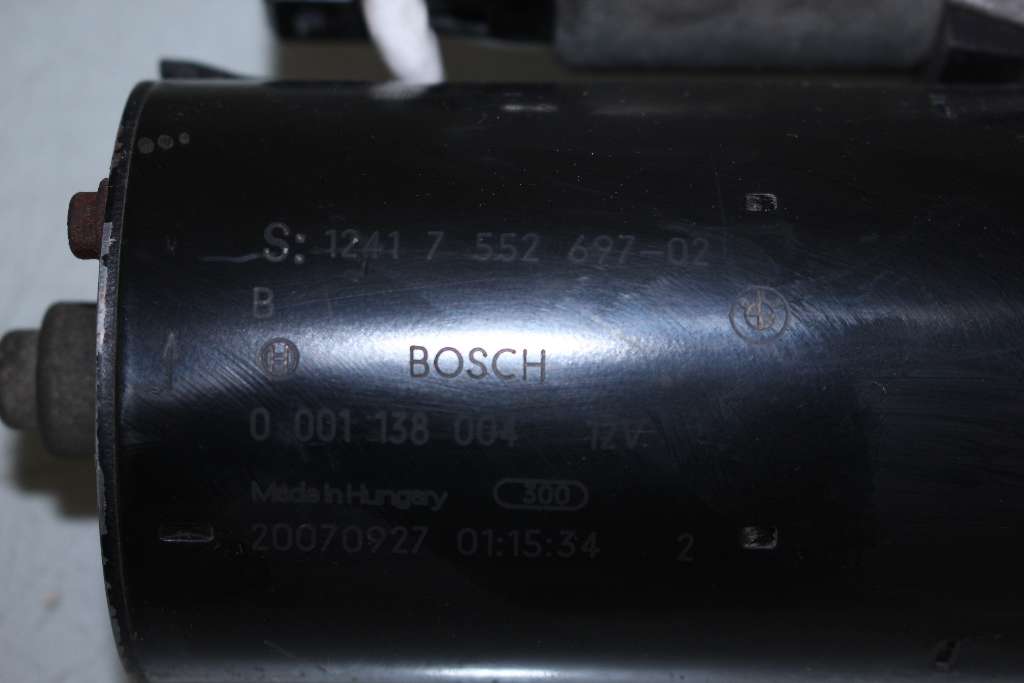 S: 1241 7 552 697-02
B
BOSCH
0 001 138 004 12V
Made in Hungary 300
20070927 01:15:34 2